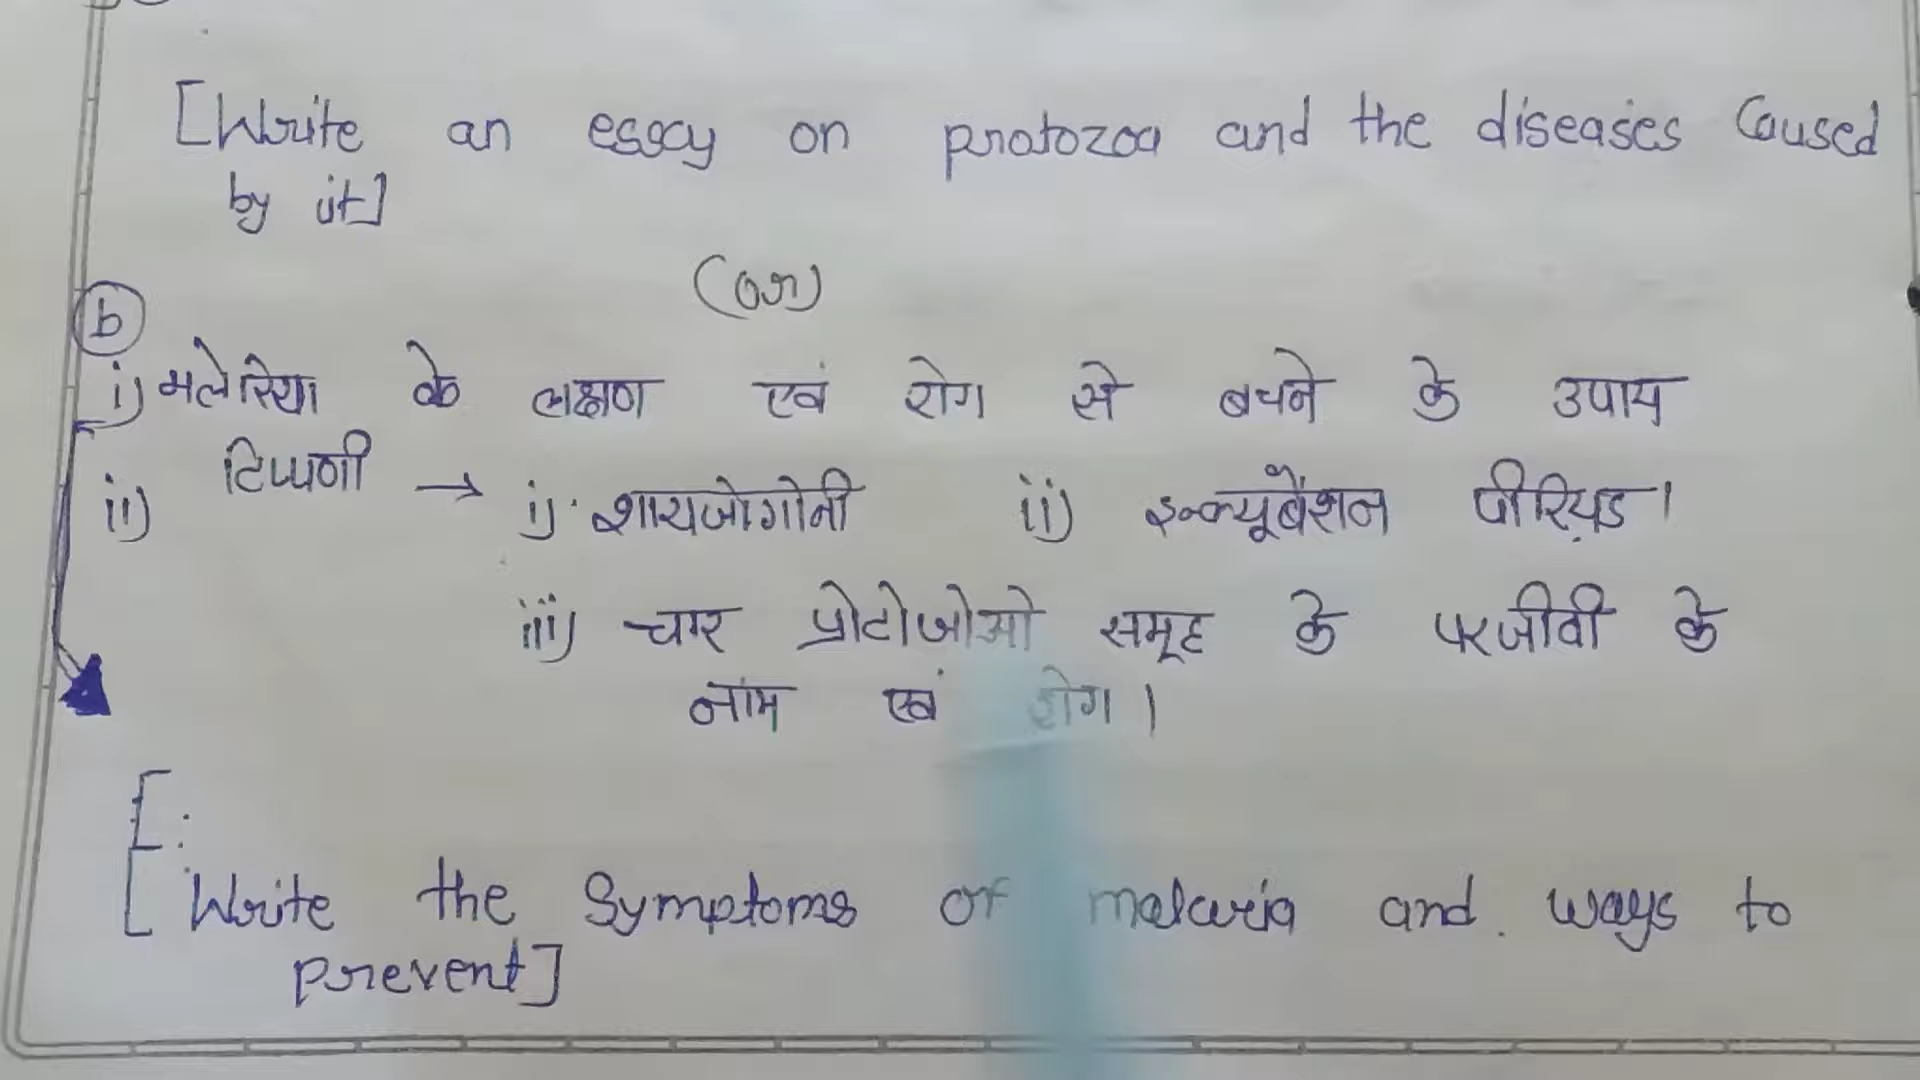 [Write an essay on protozoa and the diseases Caused
by it]
(or)
b
i) मलेरिया के लक्षण एवं रोग से बचने के उपाय
ii) टिप्पणी → i) शायजोगोनी ii) इन्क्यूबैशन पीरियड।
iii) चार प्रोटोजोओ समूह के परजीवी के
नाम एवं रोग।
[:
[Write the Symptoms of malaria and ways to
prevent]